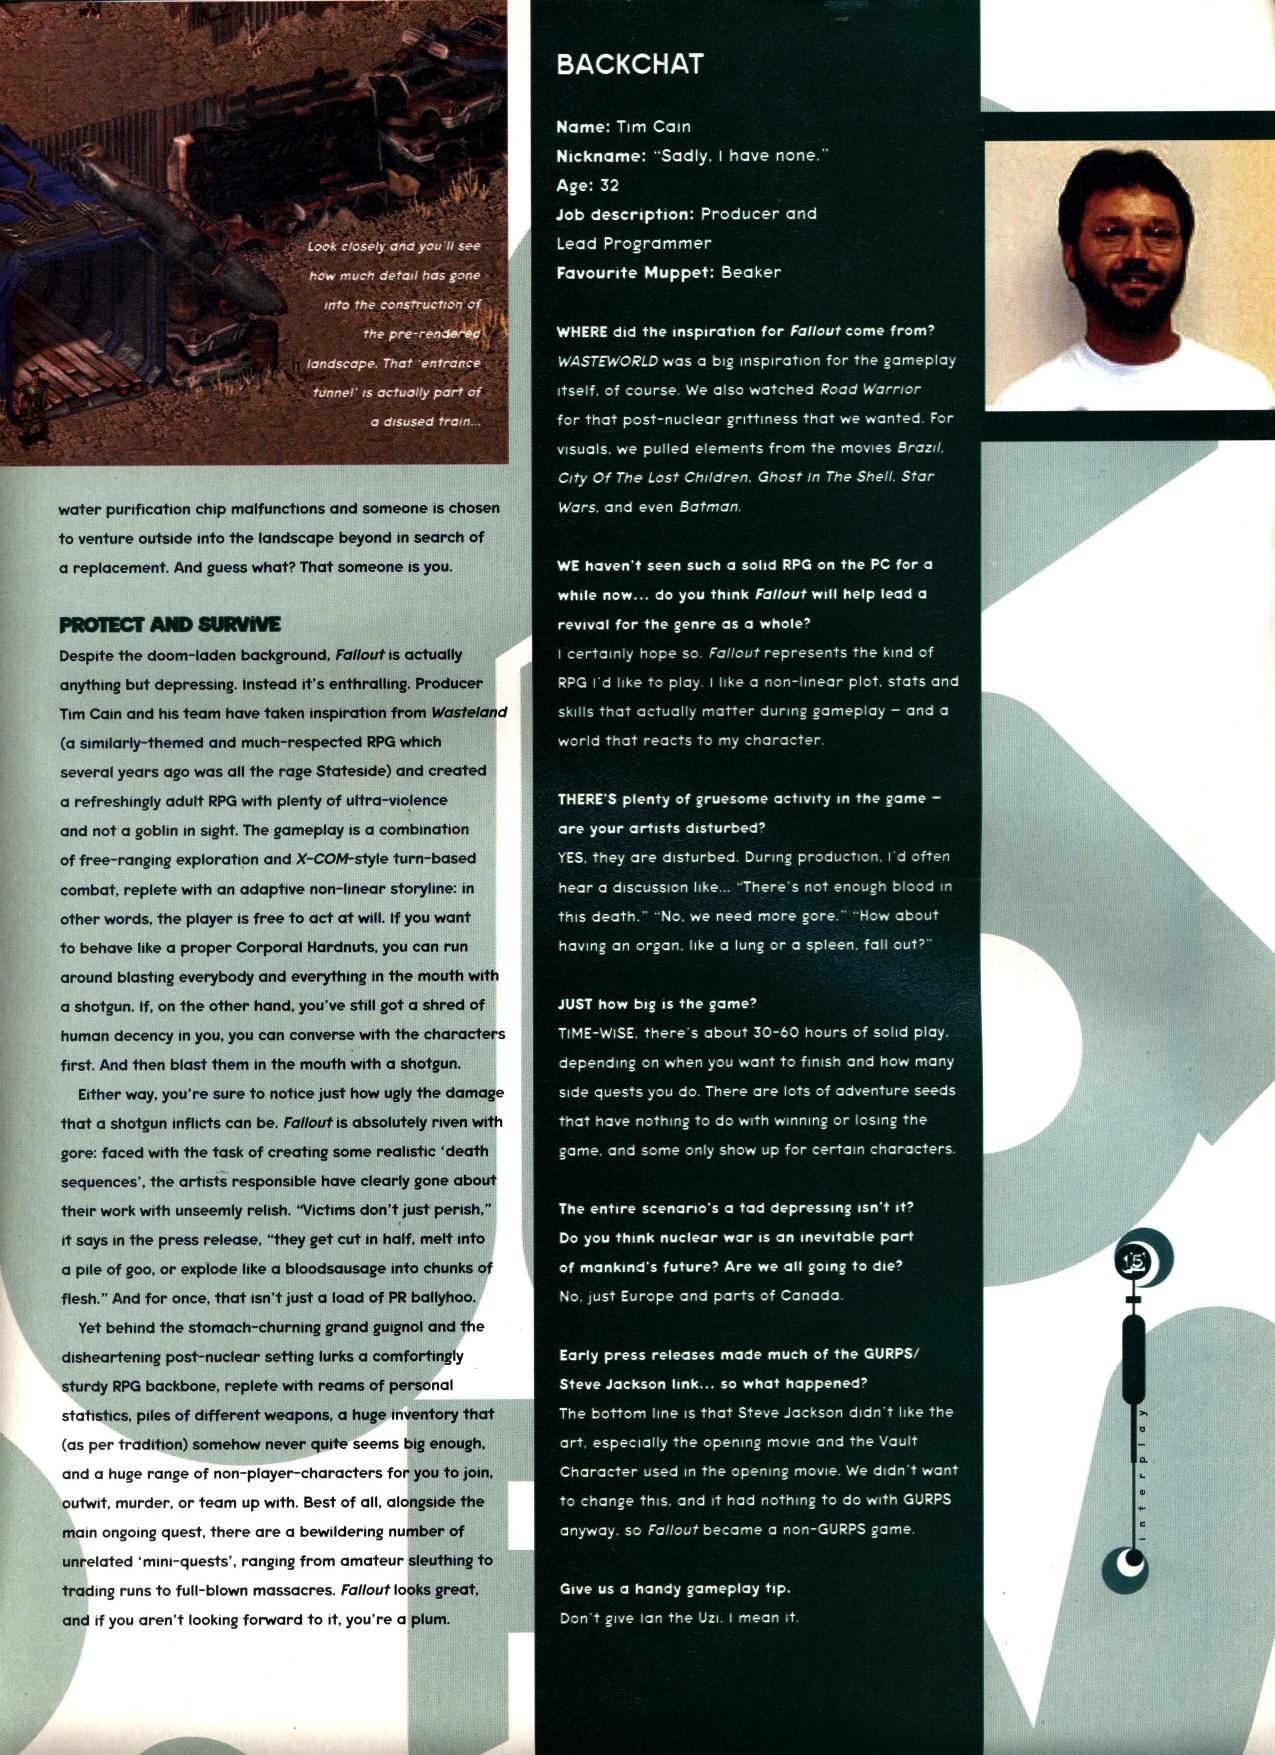 Look closely and you'll see
how much detail has gone
into the construction of
the pre-rendered
landscape. That 'entrance
tunnel' is actually part of
a disused train...
water purification chip malfunctions and someone is chosen
to venture outside into the landscape beyond in search of
a replacement. And guess what? That someone is you.
PROTECT AND SURViVE
Despite the doom-laden background, Fallout is actually
anything but depressing. Instead it's enthralling. Producer
Tim Cain and his team have taken inspiration from Wasteland
(a similarly-themed and much-respected RPG which
several years ago was all the rage Stateside) and created
a refreshingly adult RPG with plenty of ultra-violence
and not a goblin in sight. The gameplay is a combination
of free-ranging exploration and X-COM-style turn-based
combat, replete with an adaptive non-linear storyline: in
other words, the player is free to act at will. If you want
to behave like a proper Corporal Hardnuts, you can run
around blasting everybody and everything in the mouth with
a shotgun. If, on the other hand, you've still got a shred of
human decency in you, you can converse with the characters
first. And then blast them in the mouth with a shotgun.
Either way, you're sure to notice just how ugly the damage
that a shotgun inflicts can be. Fallout is absolutely riven with
gore: faced with the task of creating some realistic 'death
sequences', the artists responsible have clearly gone about
their work with unseemly relish. "Victims don't just perish,"
it says in the press release, "they get cut in half, melt into
a pile of goo, or explode like a bloodsausage into chunks of
flesh." And for once, that isn't just a load of PR ballyhoo.
Yet behind the stomach-churning grand guignol and the
disheartening post-nuclear setting lurks a comfortingly
sturdy RPG backbone, replete with reams of personal
statistics, piles of different weapons, a huge inventory that
(as per tradition) somehow never quite seems big enough,
and a huge range of non-player-characters for you to join,
outwit, murder, or team up with. Best of all, alongside the
main ongoing quest, there are a bewildering number of
unrelated 'mini-quests', ranging from amateur sleuthing to
trading runs to full-blown massacres. Fallout looks great,
and if you aren't looking forward to it, you're a plum.
BACKCHAT
Name: Tim Cain
Nickname: "Sadly, I have none."
Age: 32
Job description: Producer and
Lead Programmer
Favourite Muppet: Beaker
WHERE did the inspiration for Fallout come from?
WASTEWORLD was a big inspiration for the gameplay
itself, of course. We also watched Road Warrior
for that post-nuclear grittiness that we wanted. For
visuals, we pulled elements from the movies Brazil,
City Of The Lost Children, Ghost In The Shell, Star
Wars, and even Batman.
WE haven't seen such a solid RPG on the PC for a
while now... do you think Fallout will help lead a
revival for the genre as a whole?
I certainly hope so. Fallout represents the kind of
RPG I'd like to play. I like a non-linear plot, stats and
skills that actually matter during gameplay – and a
world that reacts to my character.
THERE'S plenty of gruesome activity in the game –
are your artists disturbed?
YES, they are disturbed. During production, I'd often
hear a discussion like... "There's not enough blood in
this death." "No, we need more gore." "How about
having an organ, like a lung or a spleen, fall out?"
JUST how big is the game?
TIME-WISE, there's about 30-60 hours of solid play,
depending on when you want to finish and how many
side quests you do. There are lots of adventure seeds
that have nothing to do with winning or losing the
game, and some only show up for certain characters.
The entire scenario's a tad depressing isn't it?
Do you think nuclear war is an inevitable part
of mankind's future? Are we all going to die?
No, just Europe and parts of Canada.
Early press releases made much of the GURPS/
Steve Jackson link... so what happened?
The bottom line is that Steve Jackson didn't like the
art, especially the opening movie and the Vault
Character used in the opening movie. We didn't want
to change this, and it had nothing to do with GURPS
anyway, so Fallout became a non-GURPS game.
Give us a handy gameplay tip.
Don't give Ian the Uzi. I mean it.
15
interplay